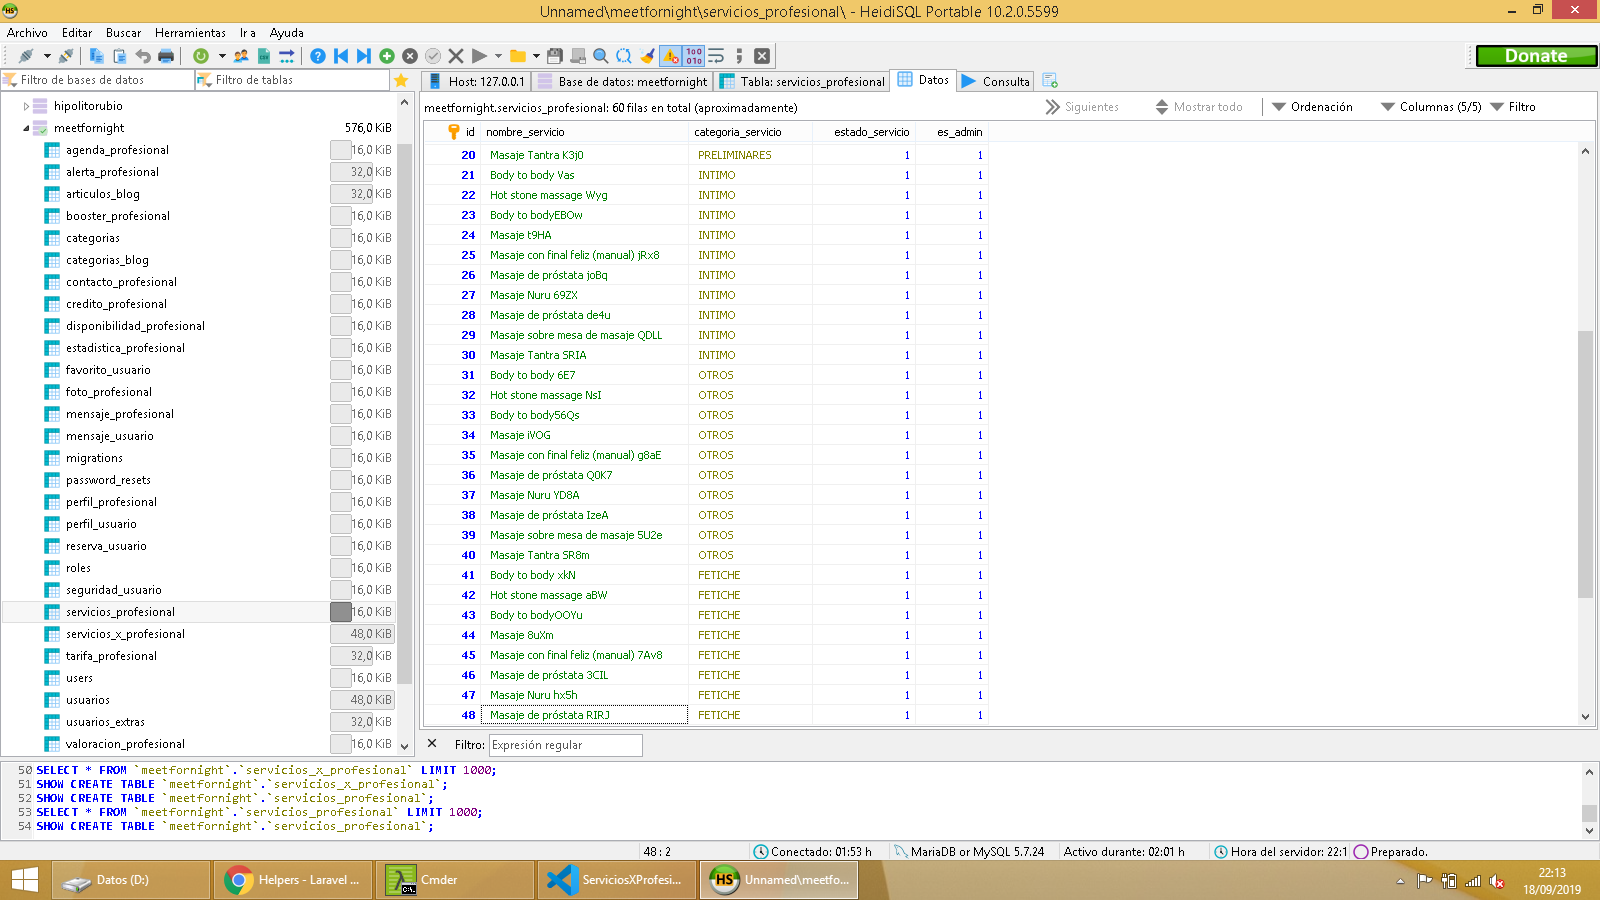 Unnamed\meetfornight\servicios_profesional\ - HeidiSQL Portable 10.2.0.5599
Archivo Editar Buscar Herramientas Ir a Ayuda
Donate
Filtro de bases de datos Filtro de tablas
Host: 127.0.0.1 Base de datos: meetfornight Tabla: servicios_profesional Datos Consulta
hipolitorubio
meetfornight 576,0 KiB
agenda_profesional 16,0 KiB
alerta_profesional 32,0 KiB
articulos_blog 32,0 KiB
booster_profesional 16,0 KiB
categorias 16,0 KiB
categorias_blog 16,0 KiB
contacto_profesional 16,0 KiB
credito_profesional 16,0 KiB
disponibilidad_profesional 16,0 KiB
estadistica_profesional 16,0 KiB
favorito_usuario 16,0 KiB
foto_profesional 16,0 KiB
mensaje_profesional 16,0 KiB
mensaje_usuario 16,0 KiB
migrations 16,0 KiB
password_resets 16,0 KiB
perfil_profesional 16,0 KiB
perfil_usuario 16,0 KiB
reserva_usuario 16,0 KiB
roles 16,0 KiB
seguridad_usuario 16,0 KiB
servicios_profesional 16,0 KiB
servicios_x_profesional 48,0 KiB
tarifa_profesional 32,0 KiB
users 16,0 KiB
usuarios 48,0 KiB
usuarios_extras 32,0 KiB
valoracion_profesional 16,0 KiB
meetfornight.servicios_profesional: 60 filas en total (aproximadamente) Siguientes Mostrar todo Ordenación Columnas (5/5) Filtro
id nombre_servicio categoria_servicio estado_servicio es_admin
20 Masaje Tantra K3j0 PRELIMINARES 1 1
21 Body to body Vas INTIMO 1 1
22 Hot stone massage Wyg INTIMO 1 1
23 Body to bodyEBOw INTIMO 1 1
24 Masaje t9HA INTIMO 1 1
25 Masaje con final feliz (manual) jRx8 INTIMO 1 1
26 Masaje de próstata joBq INTIMO 1 1
27 Masaje Nuru 69ZX INTIMO 1 1
28 Masaje de próstata de4u INTIMO 1 1
29 Masaje sobre mesa de masaje QDLL INTIMO 1 1
30 Masaje Tantra SRIA INTIMO 1 1
31 Body to body 6E7 OTROS 1 1
32 Hot stone massage NsI OTROS 1 1
33 Body to body56Qs OTROS 1 1
34 Masaje iVOG OTROS 1 1
35 Masaje con final feliz (manual) g8aE OTROS 1 1
36 Masaje de próstata Q0K7 OTROS 1 1
37 Masaje Nuru YD8A OTROS 1 1
38 Masaje de próstata IzeA OTROS 1 1
39 Masaje sobre mesa de masaje 5U2e OTROS 1 1
40 Masaje Tantra SR8m OTROS 1 1
41 Body to body xkN FETICHE 1 1
42 Hot stone massage aBW FETICHE 1 1
43 Body to bodyOOYu FETICHE 1 1
44 Masaje 8uXm FETICHE 1 1
45 Masaje con final feliz (manual) 7Av8 FETICHE 1 1
46 Masaje de próstata 3CIL FETICHE 1 1
47 Masaje Nuru hx5h FETICHE 1 1
48 Masaje de próstata RIRJ FETICHE 1 1
Filtro: Expresión regular
50 SELECT * FROM `meetfornight`.`servicios_x_profesional` LIMIT 1000;
51 SHOW CREATE TABLE `meetfornight`.`servicios_x_profesional`;
52 SHOW CREATE TABLE `meetfornight`.`servicios_profesional`;
53 SELECT * FROM `meetfornight`.`servicios_profesional` LIMIT 1000;
54 SHOW CREATE TABLE `meetfornight`.`servicios_profesional`;
48 : 2 Conectado: 01:53 h MariaDB or MySQL 5.7.24 Activo durante: 02:01 h Hora del servidor: 22:1 Preparado.
Datos (D:) Helpers - Laravel ... Cmder ServiciosXProfesi... Unnamed\meetfo...
22:13
18/09/2019